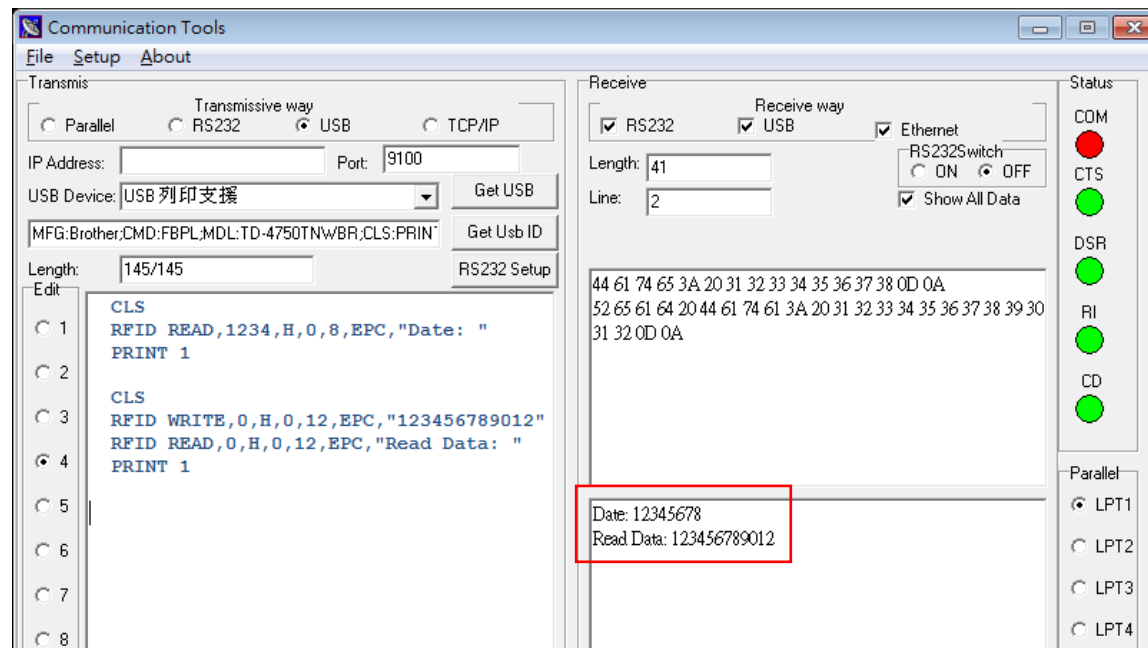 Communication Tools
File Setup About
Transmis
Transmissive way
Parallel RS232 USB TCP/IP
IP Address: Port: 9100
USB Device: USB 列印支援 Get USB
MFG:Brother;CMD:FBPL;MDL:TD-4750TNWBR;CLS:PRINT Get Usb ID
Length: 145/145 RS232 Setup
Edit
1
2
3
4
5
6
7
8
CLS
RFID READ,1234,H,0,8,EPC,"Date: "
PRINT 1
CLS
RFID WRITE,0,H,0,12,EPC,"123456789012"
RFID READ,0,H,0,12,EPC,"Read Data: "
PRINT 1
Receive
Receive way
RS232 USB Ethernet
Length: 41
RS232Switch
ON OFF
Line: 2
Show All Data
44 61 74 65 3A 20 31 32 33 34 35 36 37 38 0D 0A
52 65 61 64 20 44 61 74 61 3A 20 31 32 33 34 35 36 37 38 39 30
31 32 0D 0A
Date: 12345678
Read Data: 123456789012
Status
COM
CTS
DSR
RI
CD
Parallel
LPT1
LPT2
LPT3
LPT4